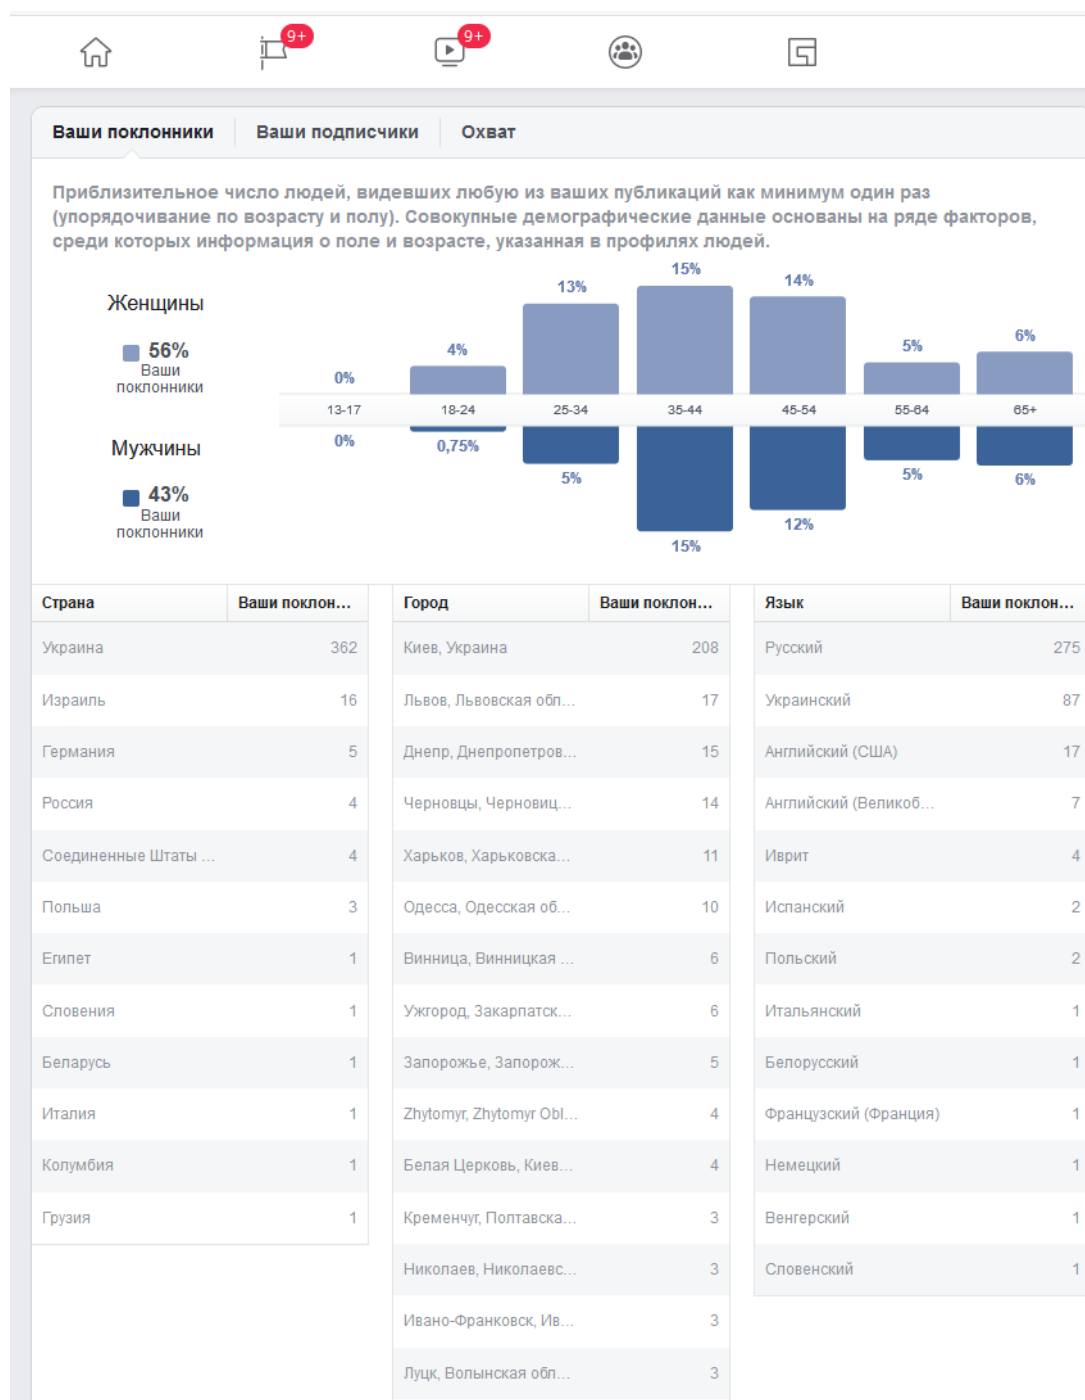 9+
9+
Ваши поклонники
Ваши подписчики
Охват
Приблизительное число людей, видевших любую из ваших публикаций как минимум один раз
(упорядочивание по возрасту и полу). Совокупные демографические данные основаны на ряде факторов,
среди которых информация о поле и возрасте, указанная в профилях людей.
Женщины
56%
Ваши
поклонники
0%
4%
13%
15%
14%
5%
6%
13-17
18-24
25-34
35-44
45-54
55-64
65+
Мужчины
43%
Ваши
поклонники
0%
0,75%
5%
15%
12%
5%
6%
Страна Ваши поклон...
Украина 362
Израиль 16
Германия 5
Россия 4
Соединенные Штаты ... 4
Польша 3
Египет 1
Словения 1
Беларусь 1
Италия 1
Колумбия 1
Грузия 1
Город Ваши поклон...
Киев, Украина 208
Львов, Львовская обл... 17
Днепр, Днепропетров... 15
Черновцы, Черновиц... 14
Харьков, Харьковска... 11
Одесса, Одесская об... 10
Винница, Винницкая ... 6
Ужгород, Закарпатск... 6
Запорожье, Запорож... 5
Zhytomyr, Zhytomyr Obl... 4
Белая Церковь, Киев... 4
Кременчуг, Полтавска... 3
Николаев, Николаевс... 3
Ивано-Франковск, Ив... 3
Луцк, Волынская обл... 3
Язык Ваши поклон...
Русский 275
Украинский 87
Английский (США) 17
Английский (Великоб... 7
Иврит 4
Испанский 2
Польский 2
Итальянский 1
Белорусский 1
Французский (Франция) 1
Немецкий 1
Венгерский 1
Словенский 1